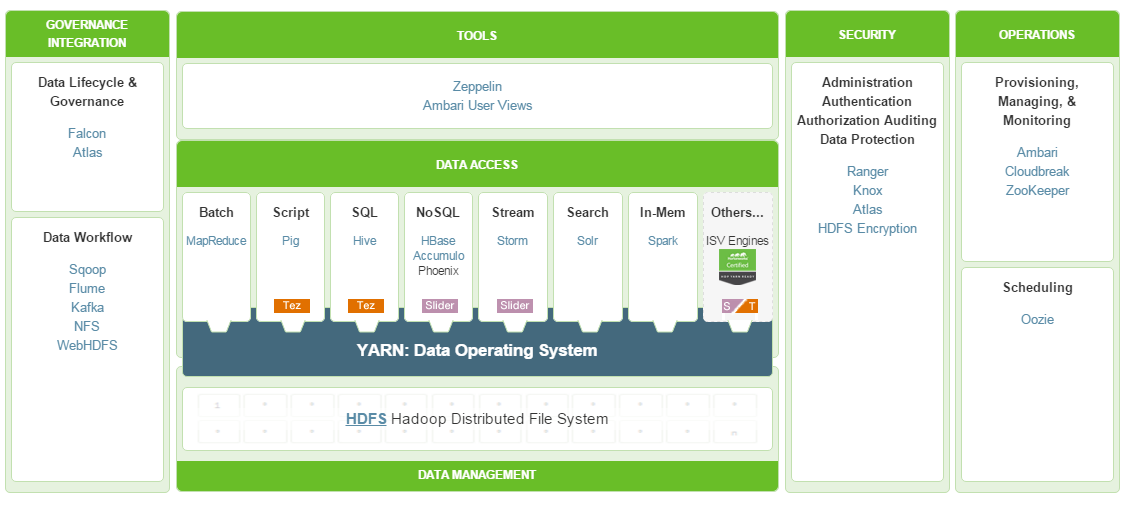 GOVERNANCE
INTEGRATION
Data Lifecycle &
Governance
Falcon
Atlas
Data Workflow
Sqoop
Flume
Kafka
NFS
WebHDFS
TOOLS
Zeppelin
Ambari User Views
DATA ACCESS
Batch
MapReduce
Script
Pig
Tez
SQL
Hive
Tez
NoSQL
HBase
Accumulo
Phoenix
Slider
Stream
Storm
Slider
Search
Solr
In-Mem
Spark
Others...
ISV Engines
Certified
S / T
YARN: Data Operating System
1
HDFS Hadoop Distributed File System
n
DATA MANAGEMENT
SECURITY
Administration
Authentication
Authorization Auditing
Data Protection
Ranger
Knox
Atlas
HDFS Encryption
OPERATIONS
Provisioning,
Managing, &
Monitoring
Ambari
Cloudbreak
ZooKeeper
Scheduling
Oozie